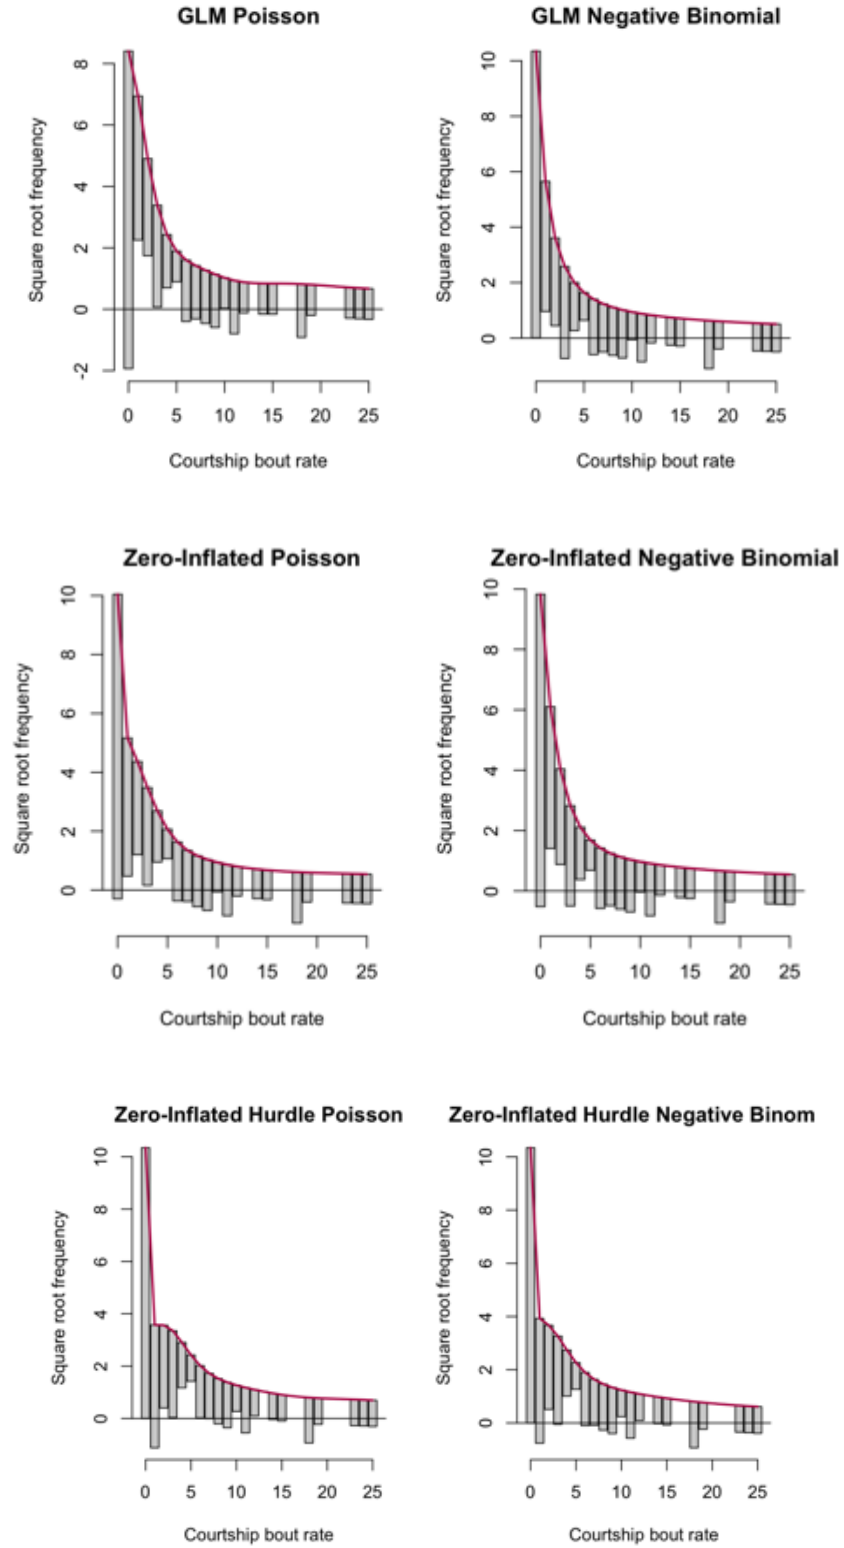 GLM Poisson
Square root frequency
8
6
4
2
0
-2
0 5 10 15 20 25
Courtship bout rate
GLM Negative Binomial
Square root frequency
10
8
6
4
2
0
0 5 10 15 20 25
Courtship bout rate
Zero-Inflated Poisson
Square root frequency
10
8
6
4
2
0
0 5 10 15 20 25
Courtship bout rate
Zero-Inflated Negative Binomial
Square root frequency
10
8
6
4
2
0
0 5 10 15 20 25
Courtship bout rate
Zero-Inflated Hurdle Poisson
Square root frequency
10
8
6
4
2
0
0 5 10 15 20 25
Courtship bout rate
Zero-Inflated Hurdle Negative Binom
Square root frequency
10
8
6
4
2
0
0 5 10 15 20 25
Courtship bout rate